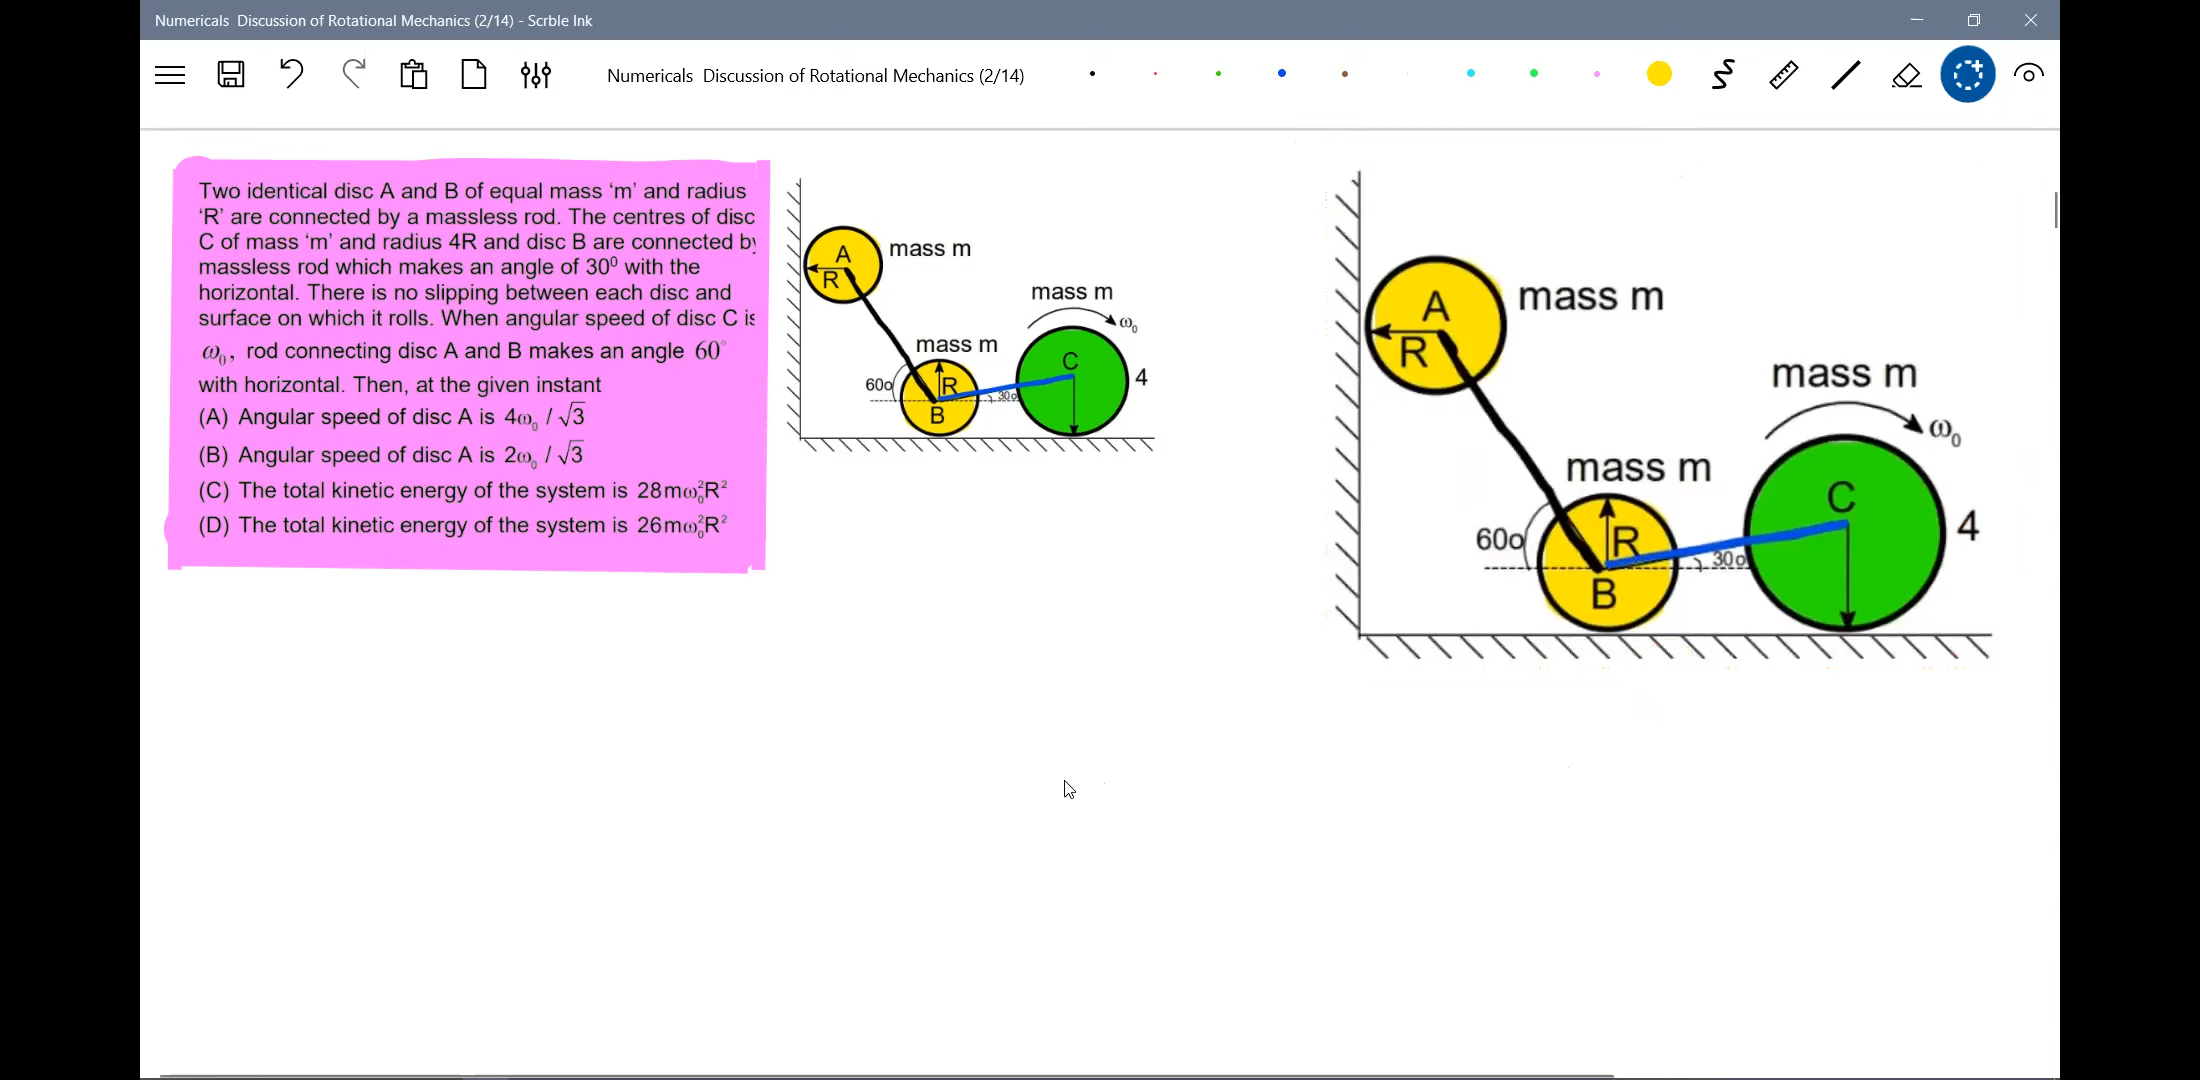 Numericals Discussion of Rotational Mechanics (2/14) - Scrble Ink
Numericals Discussion of Rotational Mechanics (2/14)
Two identical disc A and B of equal mass ‘m’ and radius
‘R’ are connected by a massless rod. The centres of disc
C of mass ‘m’ and radius 4R and disc B are connected by
massless rod which makes an angle of 30⁰ with the
horizontal. There is no slipping between each disc and
surface on which it rolls. When angular speed of disc C is
ω₀, rod connecting disc A and B makes an angle 60°
with horizontal. Then, at the given instant
(A) Angular speed of disc A is 4ω₀ / √3
(B) Angular speed of disc A is 2ω₀ / √3
(C) The total kinetic energy of the system is 28mω₀²R²
(D) The total kinetic energy of the system is 26mω₀²R²
A
R
mass m
mass m
ω₀
mass m
C
4
60o
R
30o
B
A
R
mass m
mass m
ω₀
mass m
C
4
60o
R
30o
B